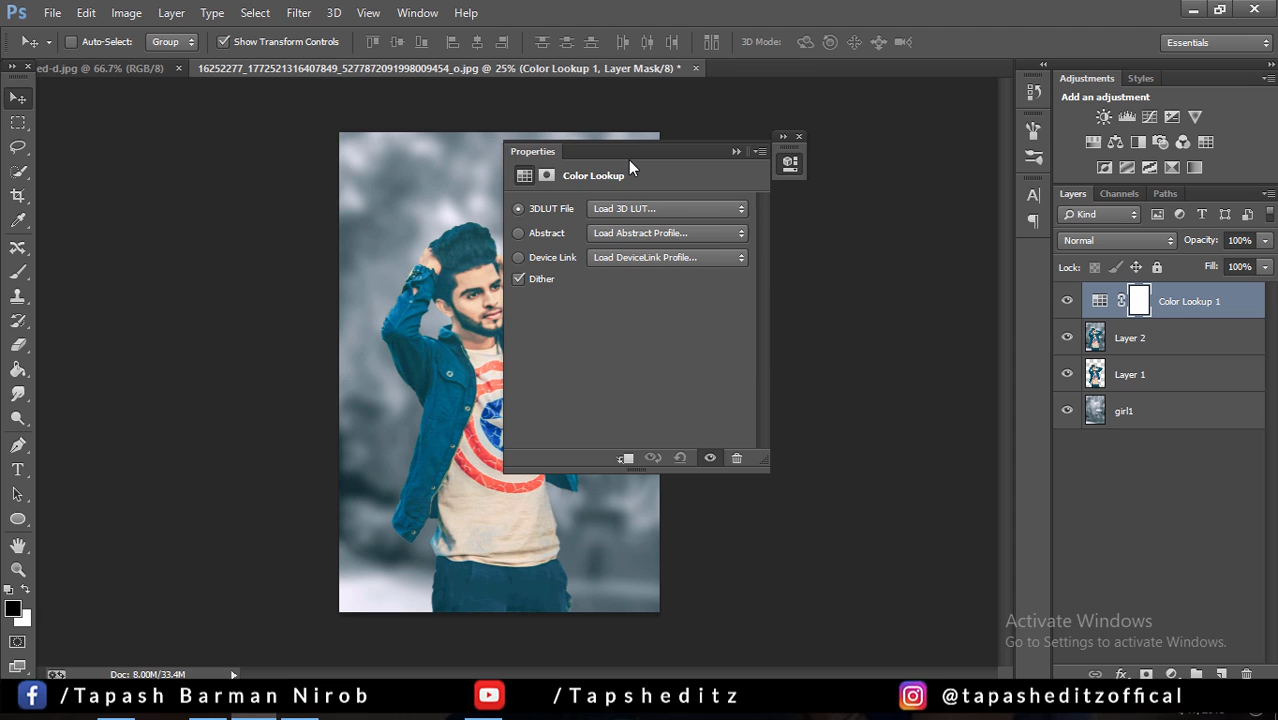 Ps File Edit Image Layer Type Select Filter 3D View Window Help
Auto-Select: Group Show Transform Controls 3D Mode: Essentials
ed-d.jpg @ 66.7% (RGB/8) × 16252277_1772521316407849_5277872091998009454_o.jpg @ 25% (Color Lookup 1, Layer Mask/8) * ×
Adjustments Styles
Add an adjustment
Properties
Color Lookup
3DLUT File Load 3D LUT...
Abstract Load Abstract Profile...
Device Link Load DeviceLink Profile...
Dither
Layers Channels Paths
Kind
Normal Opacity: 100%
Lock: Fill: 100%
Color Lookup 1
Layer 2
Layer 1
girl1
Activate Windows
Go to Settings to activate Windows.
Doc: 8.00M/33.4M
/Tapash Barman Nirob /Tapsheditz @tapasheditzoffical